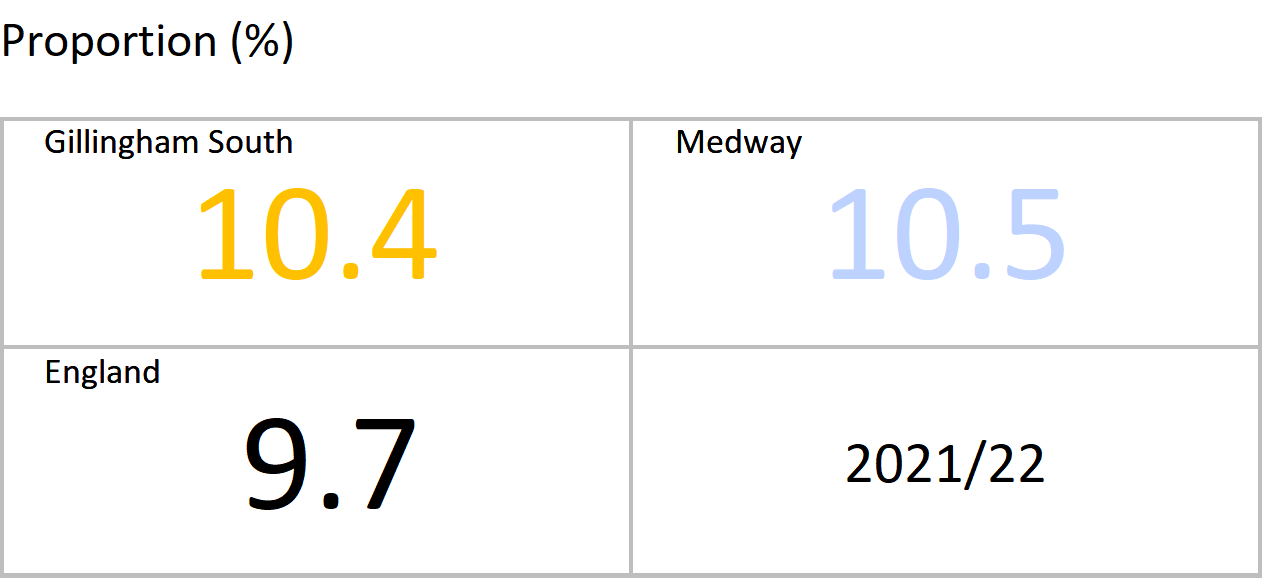 Proportion (%)
Gillingham South
10.4
Medway
10.5
England
9.7
2021/22